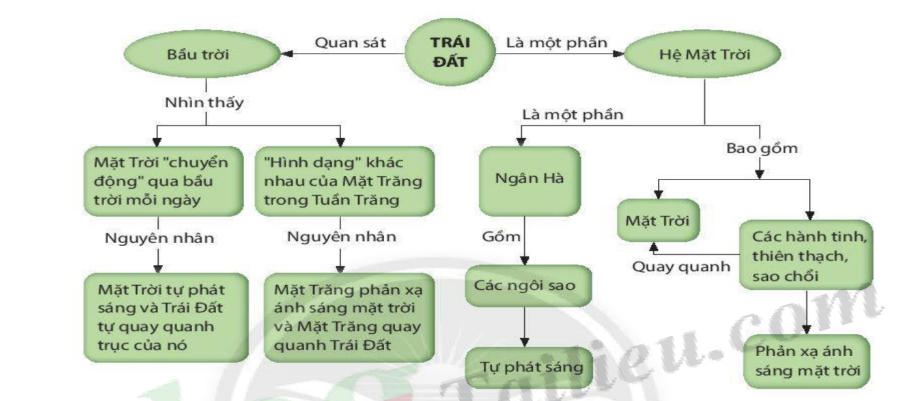 TRÁI
ĐẤT
Quan sát
Là một phần
Bầu trời
Hệ Mặt Trời
Nhìn thấy
Là một phần
Bao gồm
Mặt Trời "chuyển
động" qua bầu
trời mỗi ngày
"Hình dạng" khác
nhau của Mặt Trăng
trong Tuần Trăng
Ngân Hà
Mặt Trời
Các hành tinh,
thiên thạch,
sao chổi
Nguyên nhân
Nguyên nhân
Gồm
Quay quanh
Mặt Trời tự phát
sáng và Trái Đất
tự quay quanh
trục của nó
Mặt Trăng phản xạ
ánh sáng mặt trời
và Mặt Trăng quay
quanh Trái Đất
Các ngôi sao
Tự phát sáng
Phản xạ ánh
sáng mặt trời
Tailieu.com